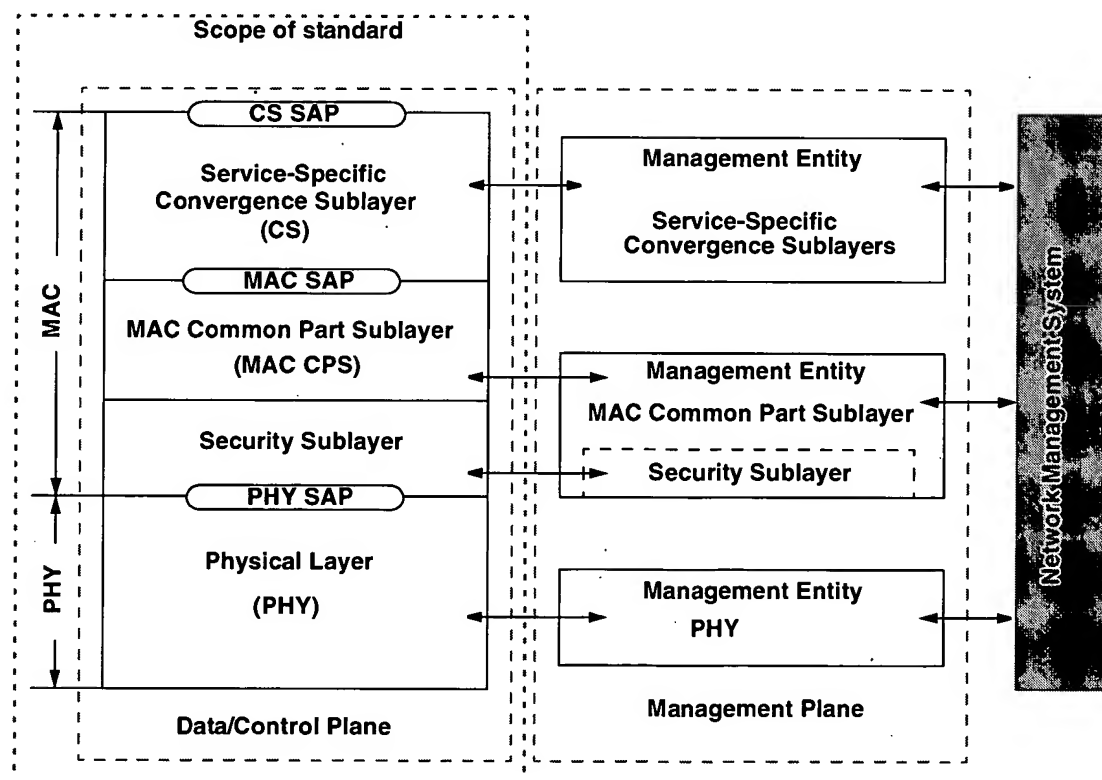 Scope of standard
CS SAP
Service-Specific
Convergence Sublayer
(CS)
MAC SAP
MAC Common Part Sublayer
(MAC CPS)
Security Sublayer
PHY SAP
Physical Layer
(PHY)
Data/Control Plane
MAC
PHY
Management Entity
Service-Specific
Convergence Sublayers
Management Entity
MAC Common Part Sublayer
Security Sublayer
Management Entity
PHY
Management Plane
Network Management System